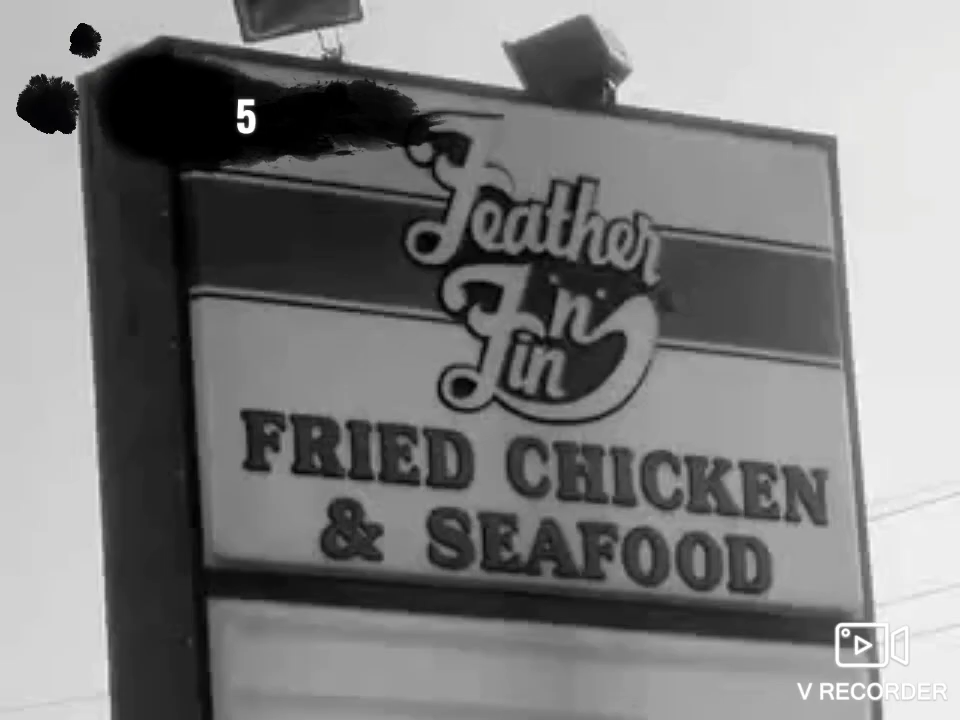 5
Feather
'n'
Fin
FRIED CHICKEN
& SEAFOOD
V RECORDER